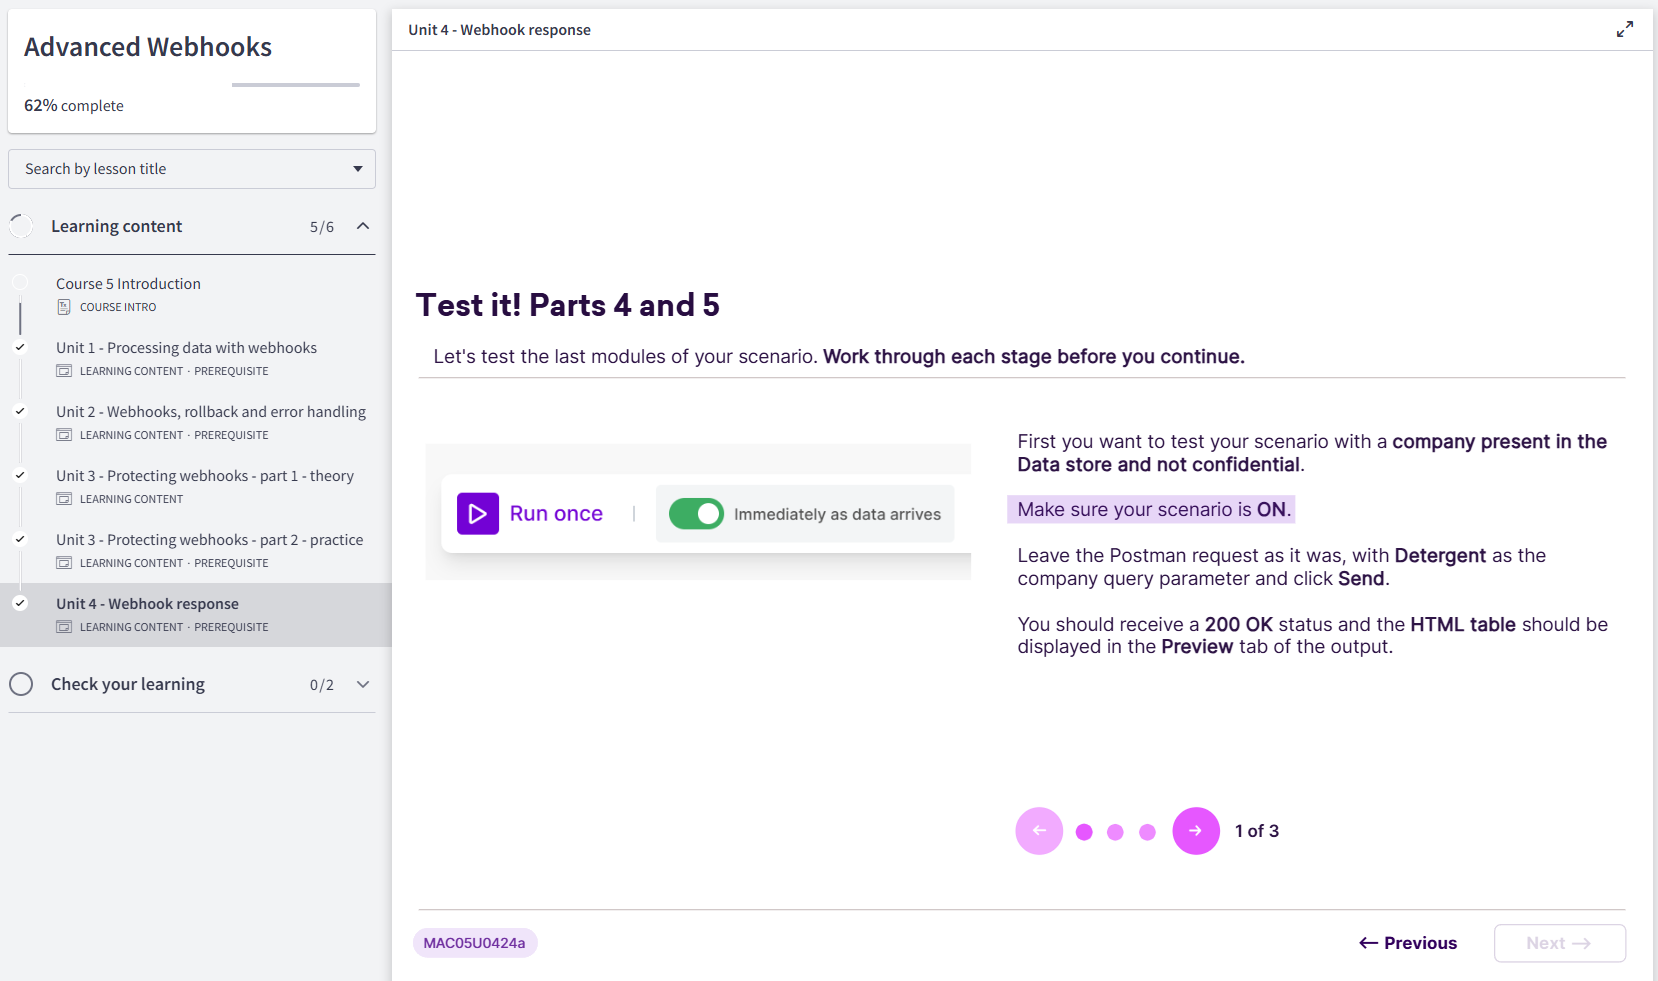 Advanced Webhooks
62% complete
Search by lesson title
Learning content 5/6
Course 5 Introduction
COURSE INTRO
Unit 1 - Processing data with webhooks
LEARNING CONTENT · PREREQUISITE
Unit 2 - Webhooks, rollback and error handling
LEARNING CONTENT · PREREQUISITE
Unit 3 - Protecting webhooks - part 1 - theory
LEARNING CONTENT
Unit 3 - Protecting webhooks - part 2 - practice
LEARNING CONTENT · PREREQUISITE
Unit 4 - Webhook response
LEARNING CONTENT · PREREQUISITE
Check your learning 0/2
Unit 4 - Webhook response
Test it! Parts 4 and 5
Let's test the last modules of your scenario. Work through each stage before you continue.
Run once | Immediately as data arrives
First you want to test your scenario with a company present in the
Data store and not confidential.
Make sure your scenario is ON.
Leave the Postman request as it was, with Detergent as the
company query parameter and click Send.
You should receive a 200 OK status and the HTML table should be
displayed in the Preview tab of the output.
1 of 3
MAC05U0424a
← Previous
Next →